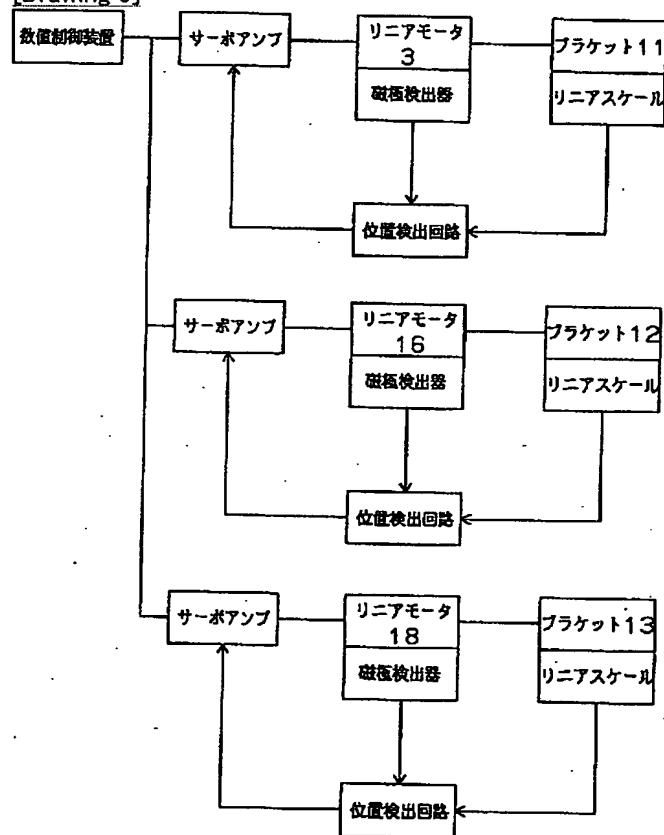 数値制御装置
サーボアンプ
リニアモータ
3
磁極検出器
ブラケット11
リニアスケール
位置検出回路
サーボアンプ
リニアモータ
16
磁極検出器
ブラケット12
リニアスケール
位置検出回路
サーボアンプ
リニアモータ
18
磁極検出器
ブラケット13
リニアスケール
位置検出回路